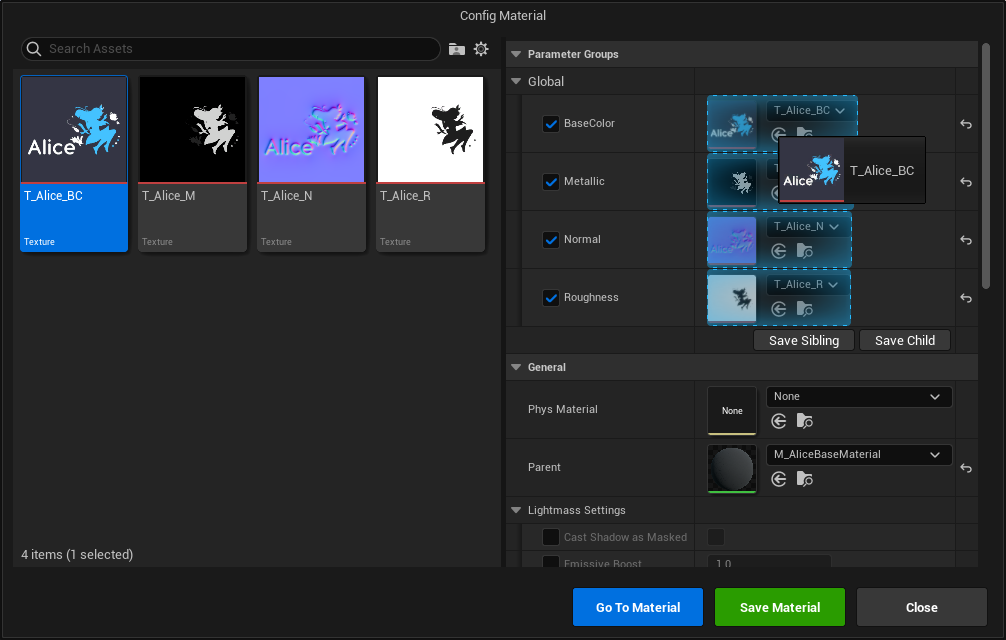 Config Material
Search Assets
Alice
Alice
T_Alice_BC
Texture
T_Alice_M
Texture
T_Alice_N
Texture
T_Alice_R
Texture
4 items (1 selected)
Parameter Groups
Global
BaseColor
Alice
T_Alice_BC
Alice
T_Alice_BC
Metallic
Normal
T_Alice_N
Roughness
T_Alice_R
Save Sibling
Save Child
General
Phys Material
None
None
Parent
M_AliceBaseMaterial
Lightmass Settings
Cast Shadow as Masked
Emissive Boost
1.0
Go To Material
Save Material
Close